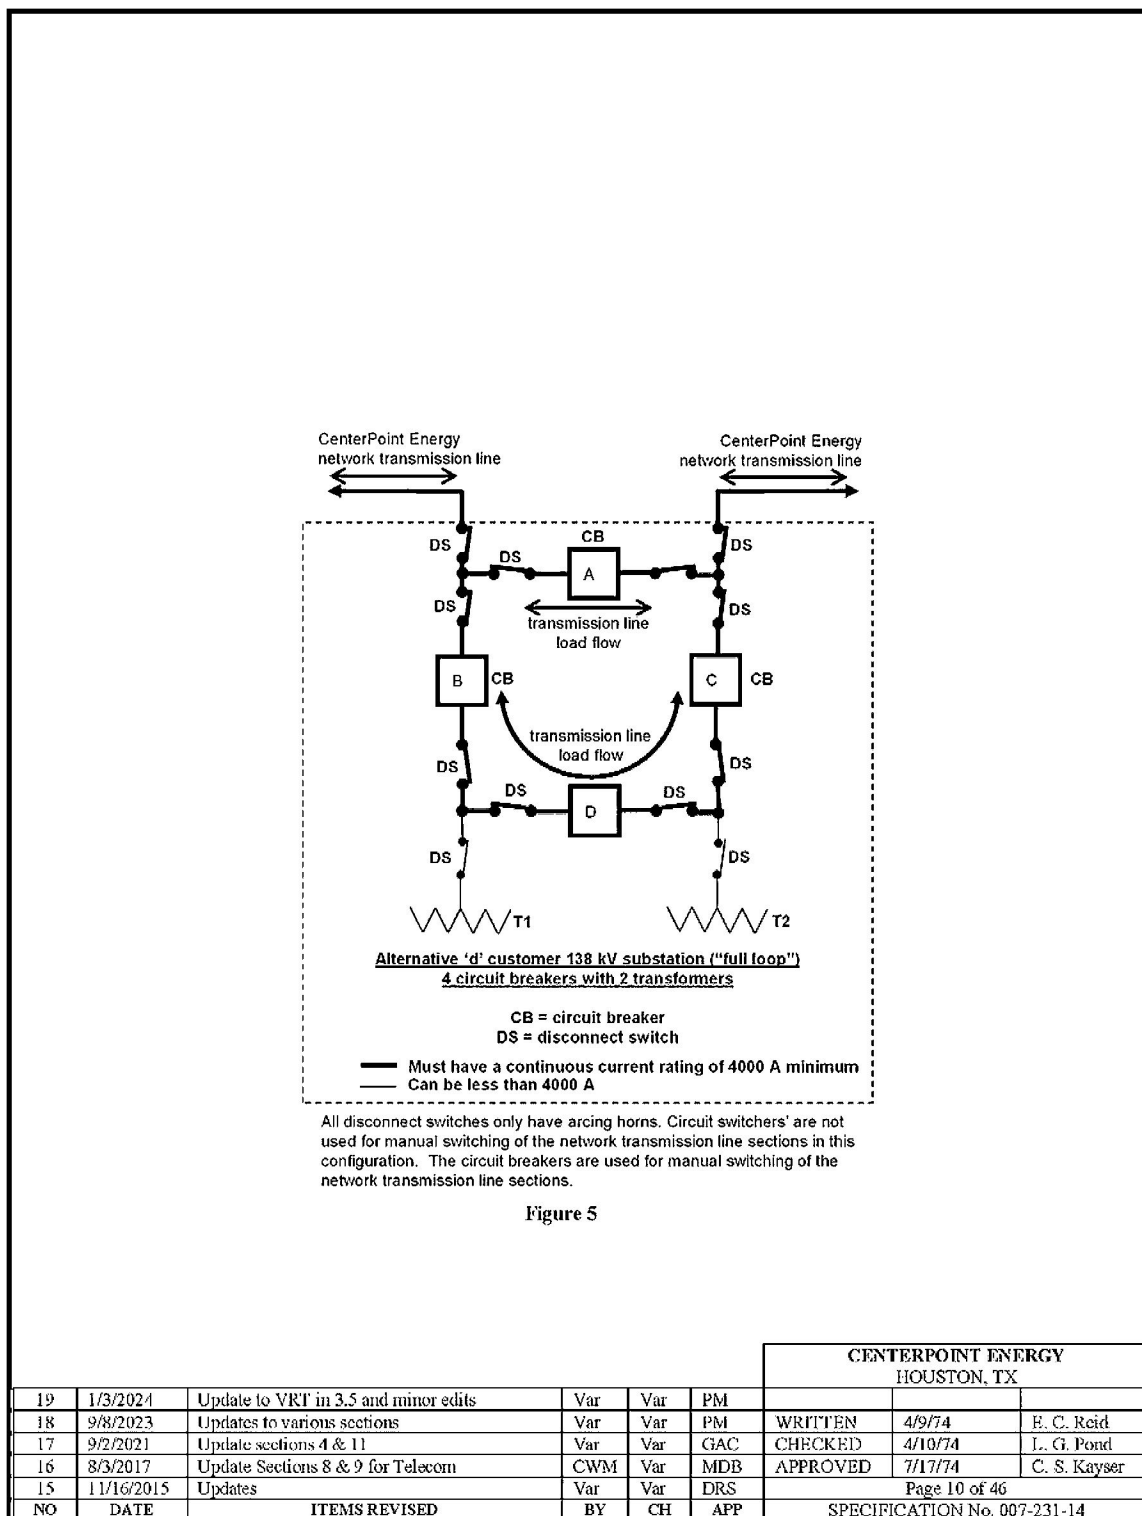 CenterPoint Energy
network transmission line
CenterPoint Energy
network transmission line
DS
DS
CB
A
DS
DS
DS
transmission line
load flow
B
CB
C
CB
transmission line
load flow
DS
DS
DS
D
DS
DS
DS
T1
T2
Alternative ‘d’ customer 138 kV substation (“full loop”)
4 circuit breakers with 2 transformers
CB = circuit breaker
DS = disconnect switch
Must have a continuous current rating of 4000 A minimum
Can be less than 4000 A
All disconnect switches only have arcing horns. Circuit switchers’ are not
used for manual switching of the network transmission line sections in this
configuration. The circuit breakers are used for manual switching of the
network transmission line sections.
Figure 5
CENTERPOINT ENERGY
HOUSTON, TX
19 1/3/2024 Update to VRT in 3.5 and minor edits Var Var PM
18 9/8/2023 Updates to various sections Var Var PM WRITTEN 4/9/74 E. C. Reid
17 9/2/2021 Update sections 4 & 11 Var Var GAC CHECKED 4/10/74 L. G. Pond
16 8/3/2017 Update Sections 8 & 9 for Telecom CWM Var MDB APPROVED 7/17/74 C. S. Kayser
15 11/16/2015 Updates Var Var DRS Page 10 of 46
NO DATE ITEMS REVISED BY CH APP SPECIFICATION No. 007-231-14